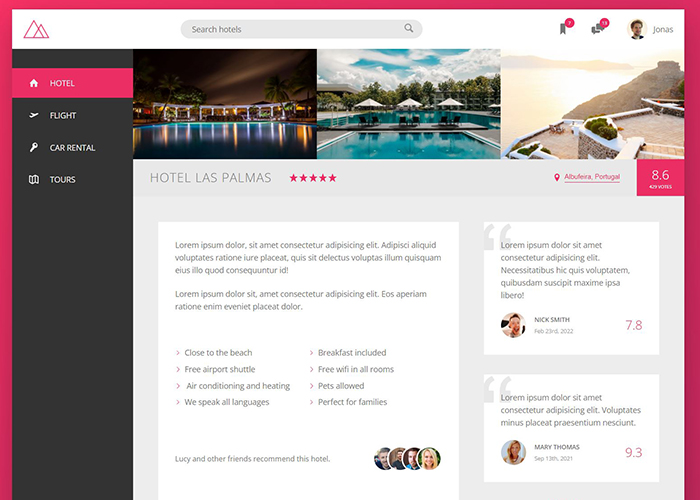 Search hotels
7
13
Jonas
HOTEL
FLIGHT
CAR RENTAL
TOURS
HOTEL LAS PALMAS
Albufeira, Portugal
8.6
429 VOTES
Lorem ipsum dolor, sit amet consectetur adipisicing elit. Adipisci aliquid
voluptates ratione iure placeat, quis sit delectus voluptatum illum quisquam
eius illo quod consequuntur id!
Lorem ipsum dolor, sit amet consectetur adipisicing elit. Eos aperiam
ratione enim eveniet placeat dolor.
Close to the beach
Free airport shuttle
Air conditioning and heating
We speak all languages
Breakfast included
Free wifi in all rooms
Pets allowed
Perfect for families
Lucy and other friends recommend this hotel.
Lorem ipsum dolor sit amet
consectetur adipisicing elit.
Necessitatibus hic quis voluptatem,
quibusdam suscipit maxime ipsa
libero!
NICK SMITH
Feb 23rd, 2022
7.8
Lorem ipsum dolor sit amet
consectetur adipisicing elit. Voluptates
minus placeat praesentium nesciunt.
MARY THOMAS
Sep 13th, 2021
9.3